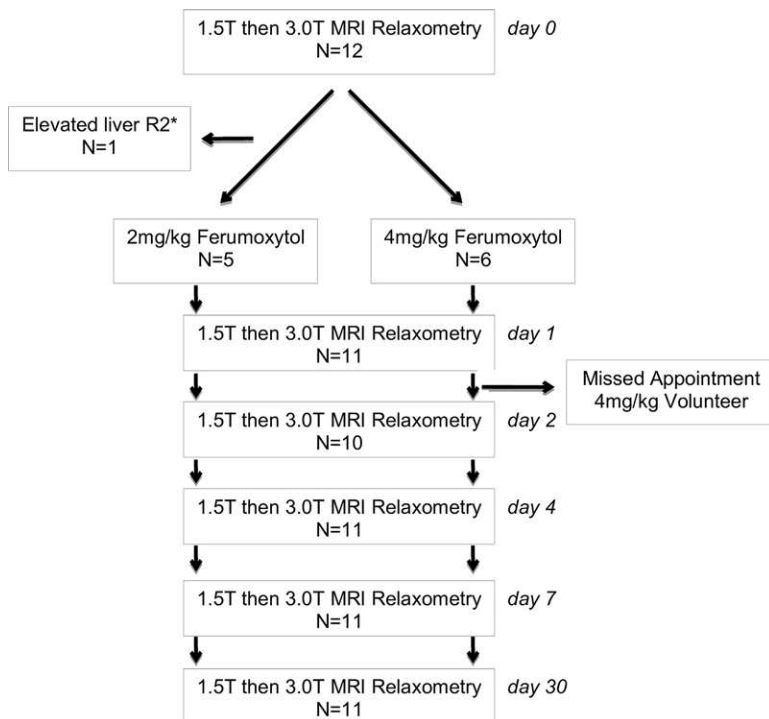 1.5T then 3.0T MRI Relaxometry
N=12
day 0
Elevated liver R2*
N=1
2mg/kg Ferumoxytol
N=5
4mg/kg Ferumoxytol
N=6
1.5T then 3.0T MRI Relaxometry
N=11
day 1
Missed Appointment
4mg/kg Volunteer
1.5T then 3.0T MRI Relaxometry
N=10
day 2
1.5T then 3.0T MRI Relaxometry
N=11
day 4
1.5T then 3.0T MRI Relaxometry
N=11
day 7
1.5T then 3.0T MRI Relaxometry
N=11
day 30